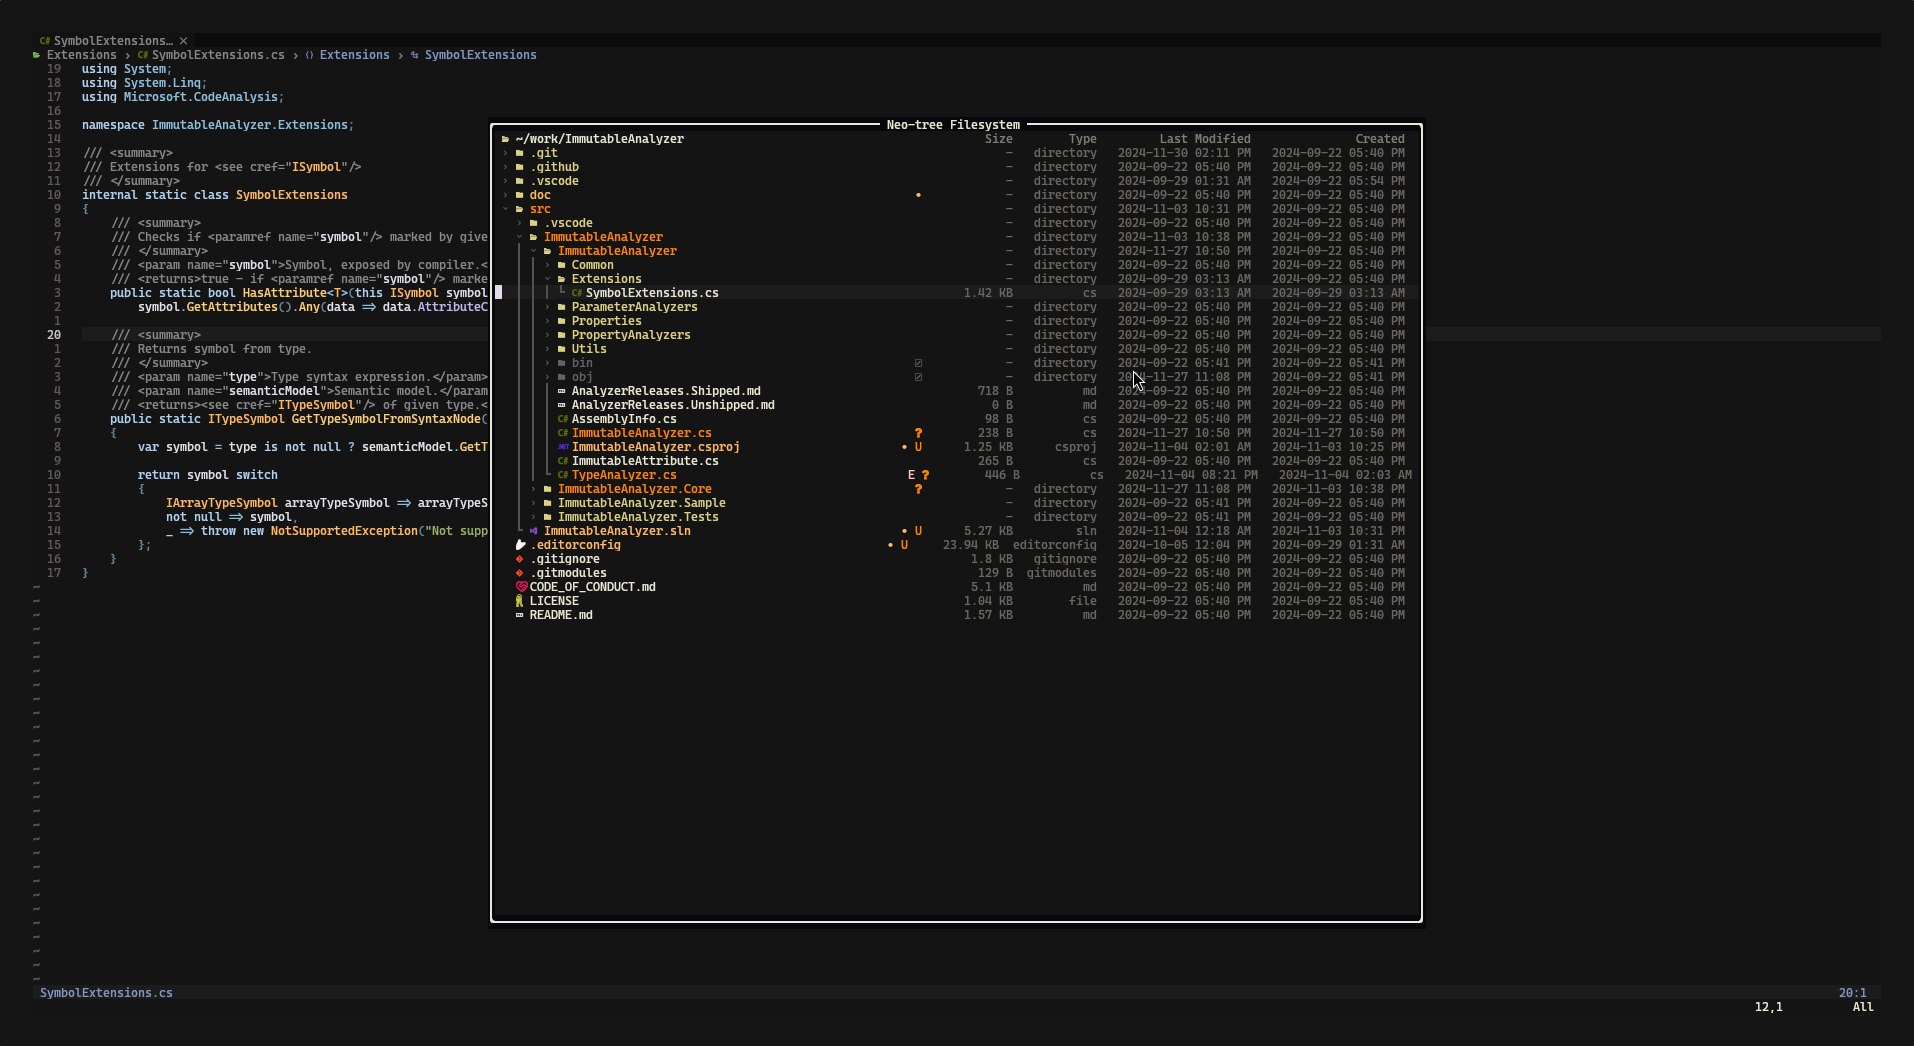 C# SymbolExtensions… ×
Extensions › C# SymbolExtensions.cs › {} Extensions › SymbolExtensions
19 using System;
18 using System.Linq;
17 using Microsoft.CodeAnalysis;
16
15 namespace ImmutableAnalyzer.Extensions;
14
13 /// <summary>
12 /// Extensions for <see cref="ISymbol"/>
11 /// </summary>
10 internal static class SymbolExtensions
9 {
8 /// <summary>
7 /// Checks if <paramref name="symbol"/> marked by give
6 /// </summary>
5 /// <param name="symbol">Symbol, exposed by compiler.<
4 /// <returns>true - if <paramref name="symbol"/> marke
3 public static bool HasAttribute<T>(this ISymbol symbol
2 symbol.GetAttributes().Any(data => data.AttributeC
1
20 /// <summary>
1 /// Returns symbol from type.
2 /// </summary>
3 /// <param name="type">Type syntax expression.</param>
4 /// <param name="semanticModel">Semantic model.</param
5 /// <returns><see cref="ITypeSymbol"/> of given type.<
6 public static ITypeSymbol GetTypeSymbolFromSyntaxNode(
7 {
8 var symbol = type is not null ? semanticModel.GetT
9
10 return symbol switch
11 {
12 IArrayTypeSymbol arrayTypeSymbol => arrayTypeS
13 not null => symbol,
14 _ => throw new NotSupportedException("Not supp
15 };
16 }
17 }
Neo-tree Filesystem
~/work/ImmutableAnalyzer Size Type Last Modified Created
.git - directory 2024-11-30 02:11 PM 2024-09-22 05:40 PM
.github - directory 2024-09-22 05:40 PM 2024-09-22 05:40 PM
.vscode - directory 2024-09-29 01:31 AM 2024-09-22 05:54 PM
doc • - directory 2024-09-22 05:40 PM 2024-09-22 05:40 PM
src - directory 2024-11-03 10:31 PM 2024-09-22 05:40 PM
.vscode - directory 2024-09-22 05:40 PM 2024-09-22 05:40 PM
ImmutableAnalyzer - directory 2024-11-03 10:38 PM 2024-09-22 05:40 PM
ImmutableAnalyzer - directory 2024-11-27 10:50 PM 2024-09-22 05:40 PM
Common - directory 2024-09-22 05:40 PM 2024-09-22 05:40 PM
Extensions - directory 2024-09-29 03:13 AM 2024-09-22 05:40 PM
C# SymbolExtensions.cs 1.42 KB cs 2024-09-29 03:13 AM 2024-09-29 03:13 AM
ParameterAnalyzers - directory 2024-09-22 05:40 PM 2024-09-22 05:40 PM
Properties - directory 2024-09-22 05:40 PM 2024-09-22 05:40 PM
PropertyAnalyzers - directory 2024-09-22 05:40 PM 2024-09-22 05:40 PM
Utils - directory 2024-09-22 05:40 PM 2024-09-22 05:40 PM
bin - directory 2024-09-22 05:41 PM 2024-09-22 05:41 PM
obj - directory 2024-11-27 11:08 PM 2024-09-22 05:41 PM
AnalyzerReleases.Shipped.md 718 B md 2024-09-22 05:40 PM 2024-09-22 05:40 PM
AnalyzerReleases.Unshipped.md 0 B md 2024-09-22 05:40 PM 2024-09-22 05:40 PM
C# AssemblyInfo.cs 98 B cs 2024-09-22 05:40 PM 2024-09-22 05:40 PM
C# ImmutableAnalyzer.cs ? 238 B cs 2024-11-27 10:50 PM 2024-11-27 10:50 PM
.NET ImmutableAnalyzer.csproj • U 1.25 KB csproj 2024-11-04 02:01 AM 2024-11-03 10:25 PM
C# ImmutableAttribute.cs 265 B cs 2024-09-22 05:40 PM 2024-09-22 05:40 PM
C# TypeAnalyzer.cs E ? 446 B cs 2024-11-04 08:21 PM 2024-11-04 02:03 AM
ImmutableAnalyzer.Core ? - directory 2024-11-27 11:08 PM 2024-11-03 10:38 PM
ImmutableAnalyzer.Sample - directory 2024-09-22 05:41 PM 2024-09-22 05:40 PM
ImmutableAnalyzer.Tests - directory 2024-09-22 05:41 PM 2024-09-22 05:40 PM
ImmutableAnalyzer.sln • U 5.27 KB sln 2024-11-04 12:18 AM 2024-11-03 10:31 PM
.editorconfig • U 23.94 KB editorconfig 2024-10-05 12:04 PM 2024-09-29 01:31 AM
.gitignore 1.8 KB gitignore 2024-09-22 05:40 PM 2024-09-22 05:40 PM
.gitmodules 129 B gitmodules 2024-09-22 05:40 PM 2024-09-22 05:40 PM
CODE_OF_CONDUCT.md 5.1 KB md 2024-09-22 05:40 PM 2024-09-22 05:40 PM
LICENSE 1.04 KB file 2024-09-22 05:40 PM 2024-09-22 05:40 PM
README.md 1.57 KB md 2024-09-22 05:40 PM 2024-09-22 05:40 PM
SymbolExtensions.cs 20:1
12,1 All